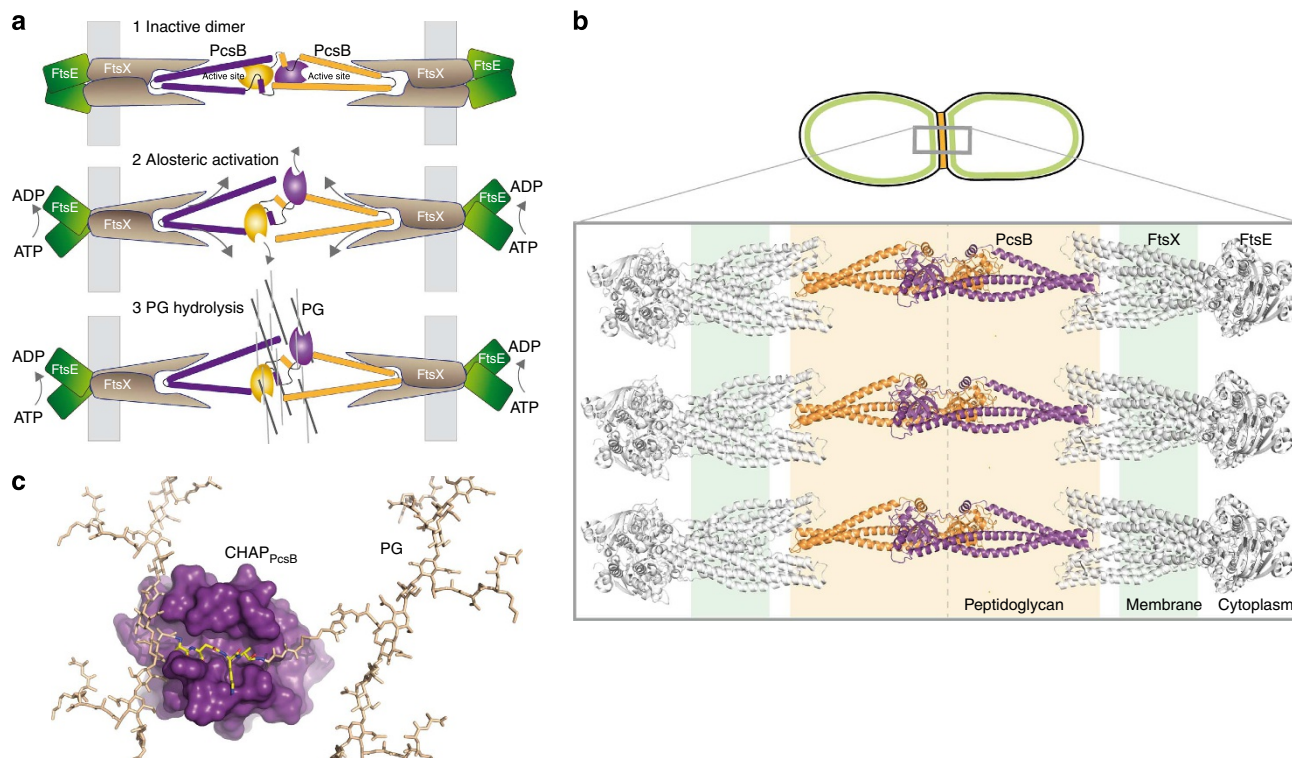 a
1 Inactive dimer
PcsB PcsB
FtsE FtsX Active site Active site FtsX FtsE
2 Alosteric activation
ADP FtsE FtsX FtsX FtsE ADP
ATP ATP
3 PG hydrolysis PG
ADP FtsE FtsX FtsX FtsE ADP
ATP ATP
b
PcsB FtsX FtsE
Peptidoglycan Membrane Cytoplasm
c
CHAPPcsB PG